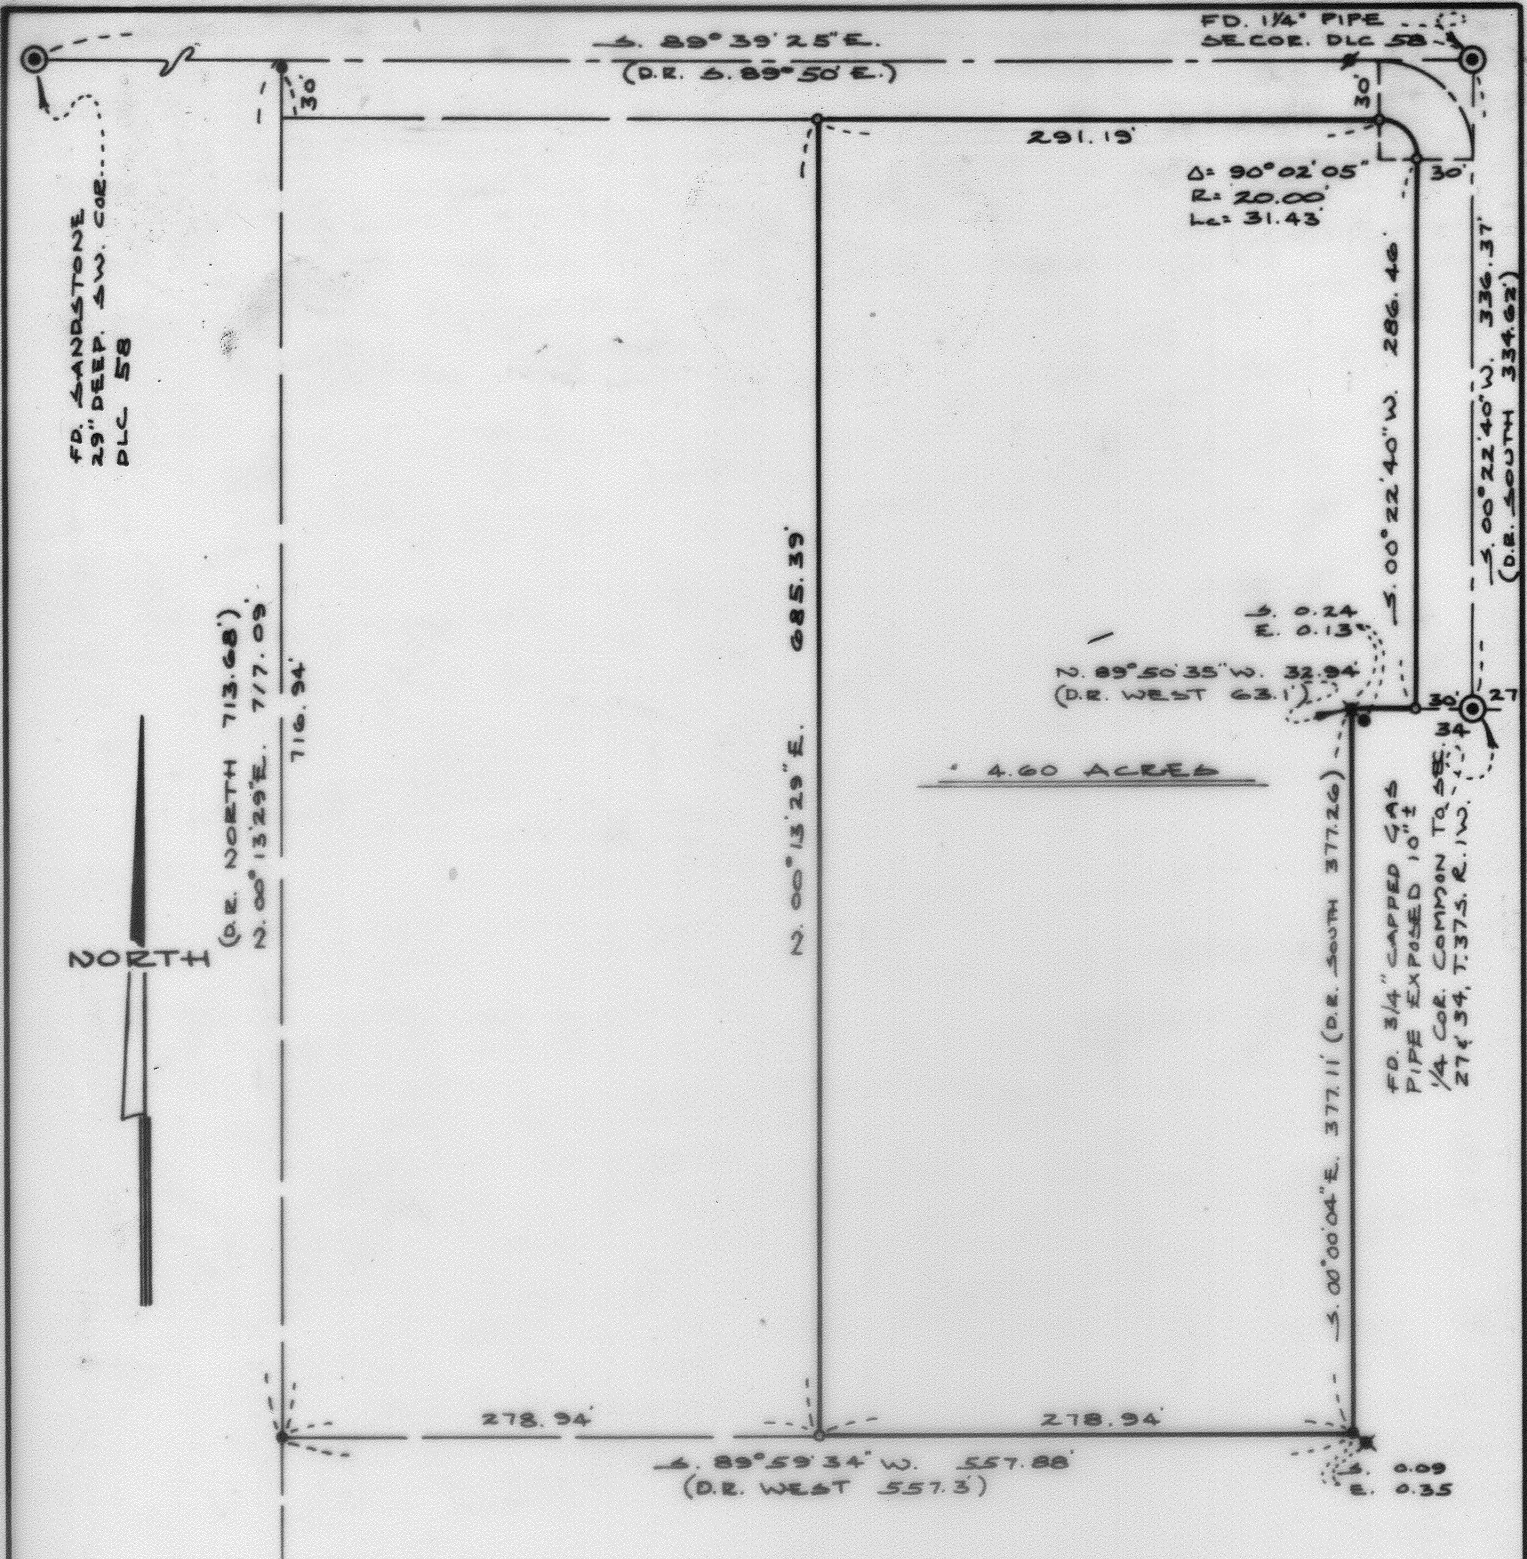 FD. 1¼" PIPE
SE COR. DLC 58
S. 89° 39' 25" E.
(D.R. S. 89° 50' E.)
30'
30'
291.19'
Δ= 90° 02' 05"
R= 20.00'
Lc= 31.43'
30'
FD. SANDSTONE
29" DEEP. SW. COR.
DLC 58
S. 00° 22' 40" W. 286.46'
S. 00° 22' 40" W. 336.37'
(D.R. SOUTH 334.62')
685.39'
N. 00° 13' 29" E.
(D.R. NORTH 713.68')
N. 00° 13' 29" E. 717.09'
716.94'
S. 0.24
E. 0.13
N. 89° 50' 35" W. 32.94'
(D.R. WEST 63.1')
30'
27
34
4.60 ACRES
NORTH
S. 00° 00' 04" E. 377.11' (D.R. SOUTH 377.26)
FD. 3/4" CAPPED GAS
PIPE EXPOSED 10" ±
1/4 COR. COMMON TO SEC.
27 & 34, T.37S. R.1W.
278.94'
278.94'
S. 89° 59' 34" W. 557.88'
(D.R. WEST 557.3')
S. 0.09
E. 0.35